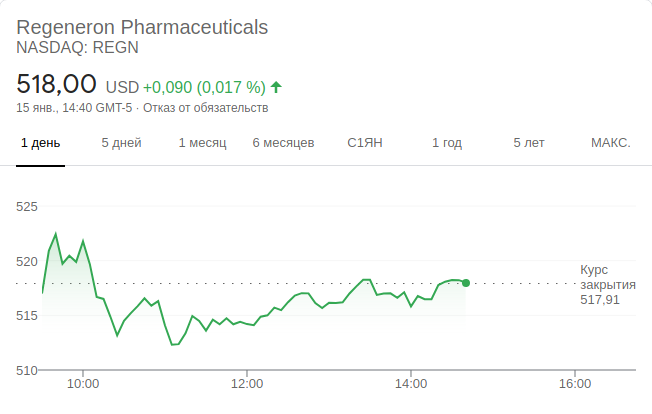 Regeneron Pharmaceuticals
NASDAQ: REGN
518,00 USD +0,090 (0,017 %)
15 янв., 14:40 GMT-5 · Отказ от обязательств
1 день 5 дней 1 месяц 6 месяцев С1ЯН 1 год 5 лет МАКС.
525
520
Курс
закрытия
517,91
515
510
10:00 12:00 14:00 16:00